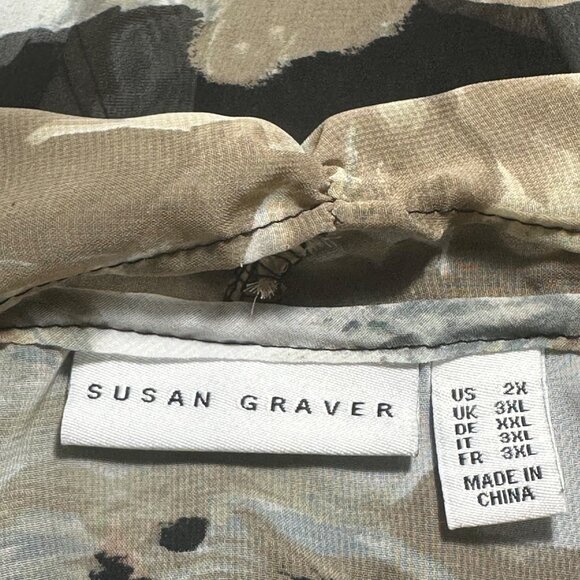 SUSAN GRAVER
US 2X
UK 3XL
DE XXL
IT 3XL
FR 3XL
MADE IN
CHINA